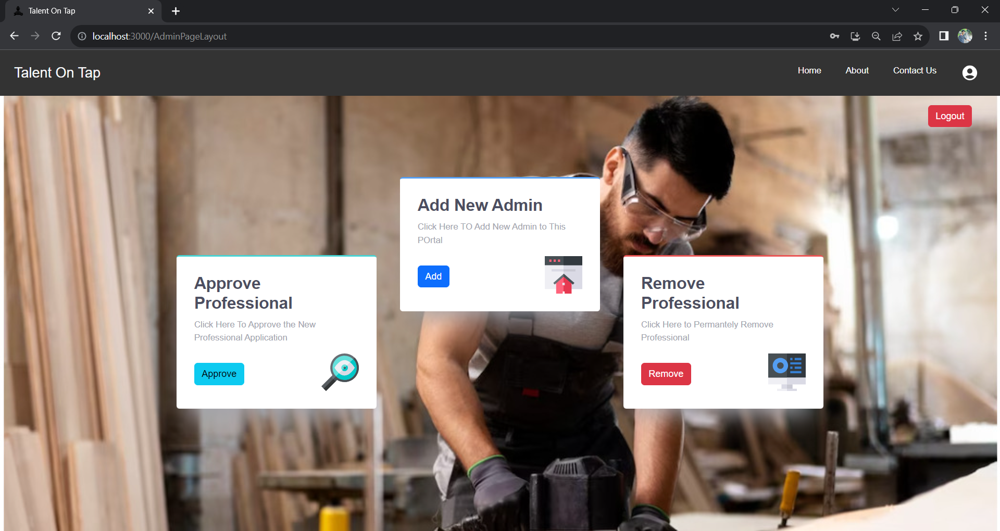 Talent On Tap
localhost:3000/AdminPageLayout
Talent On Tap
Home
About
Contact Us
Logout
Add New Admin
Click Here TO Add New Admin to This
POrtal
Add
Approve
Professional
Click Here To Approve the New
Professional Application
Approve
Remove
Professional
Click Here to Permantely Remove
Professional
Remove